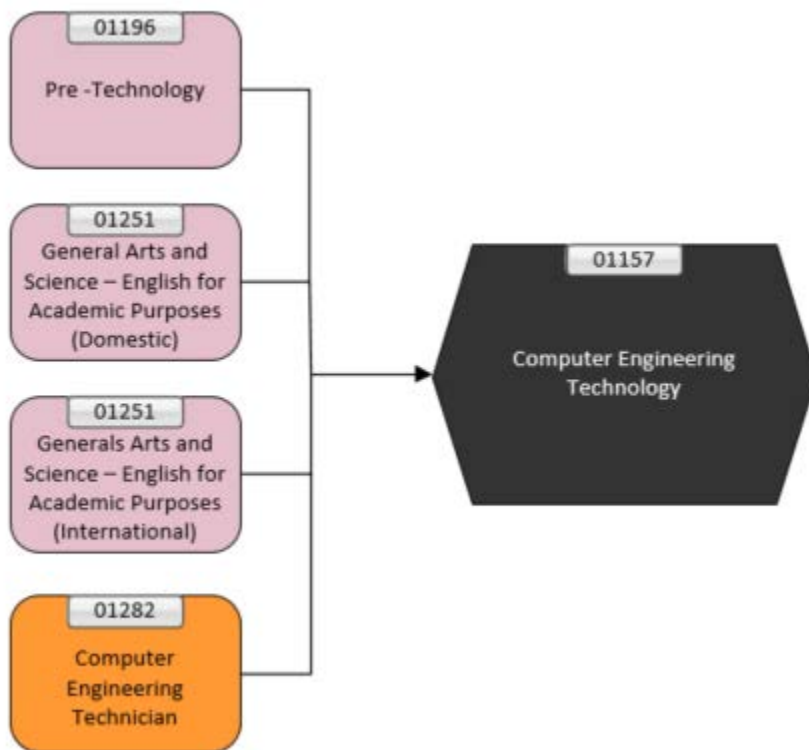 01196
Pre -Technology
01251
General Arts and
Science – English for
Academic Purposes
(Domestic)
01251
Generals Arts and
Science – English for
Academic Purposes
(International)
01282
Computer
Engineering
Technician
01157
Computer Engineering
Technology